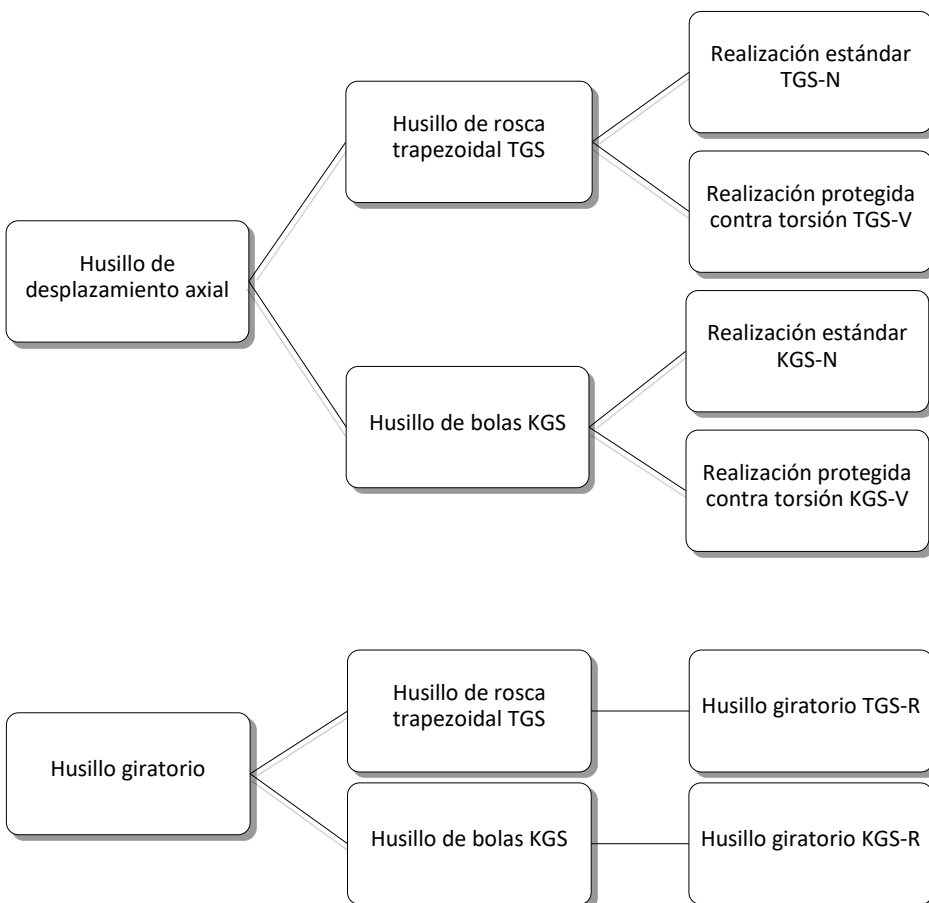 Husillo de
desplazamiento axial
Husillo de rosca
trapezoidal TGS
Realización estándar
TGS-N
Realización protegida
contra torsión TGS-V
Husillo de bolas KGS
Realización estándar
KGS-N
Realización protegida
contra torsión KGS-V
Husillo giratorio
Husillo de rosca
trapezoidal TGS
Husillo giratorio TGS-R
Husillo de bolas KGS
Husillo giratorio KGS-R